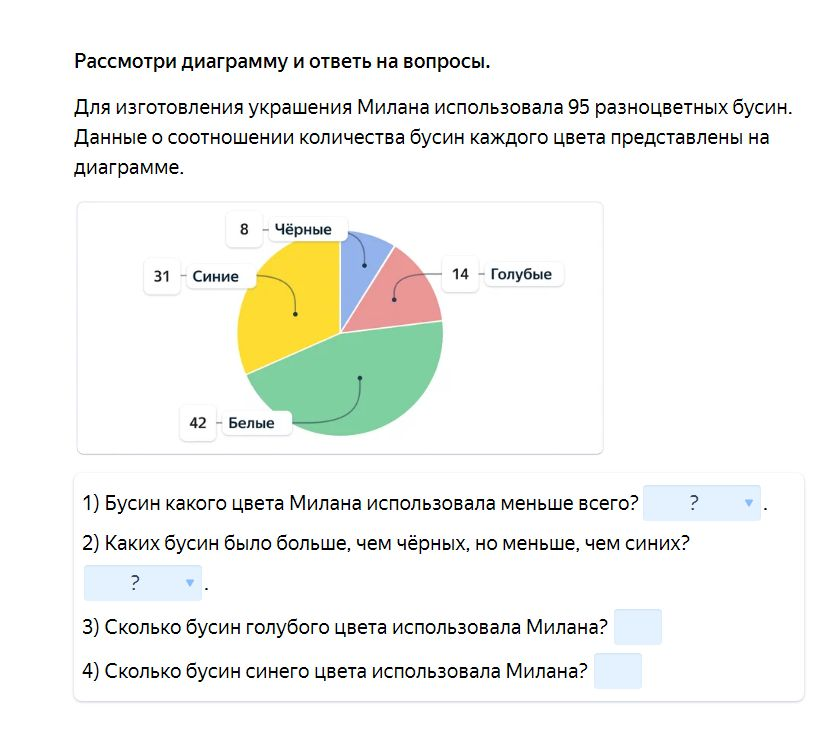 Рассмотри диаграмму и ответь на вопросы.
Для изготовления украшения Милана использовала 95 разноцветных бусин.
Данные о соотношении количества бусин каждого цвета представлены на
диаграмме.
8 Чёрные
31 Синие
14 Голубые
42 Белые
1) Бусин какого цвета Милана использовала меньше всего? ? .
2) Каких бусин было больше, чем чёрных, но меньше, чем синих?
? .
3) Сколько бусин голубого цвета использовала Милана?
4) Сколько бусин синего цвета использовала Милана?